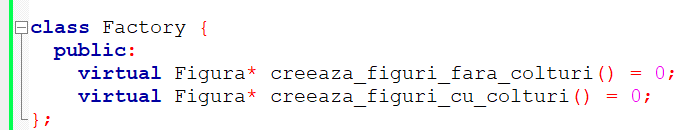 class Factory {
  public:
    virtual Figura* creeaza_figuri_fara_colturi() = 0;
    virtual Figura* creeaza_figuri_cu_colturi() = 0;
};